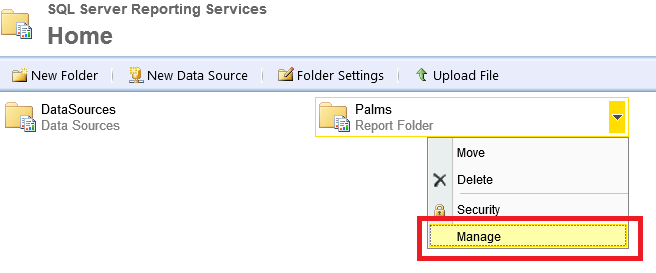 SQL Server Reporting Services
Home
New Folder New Data Source Folder Settings Upload File
DataSources Palms
Data Sources Report Folder
Move
Delete
Security
Manage